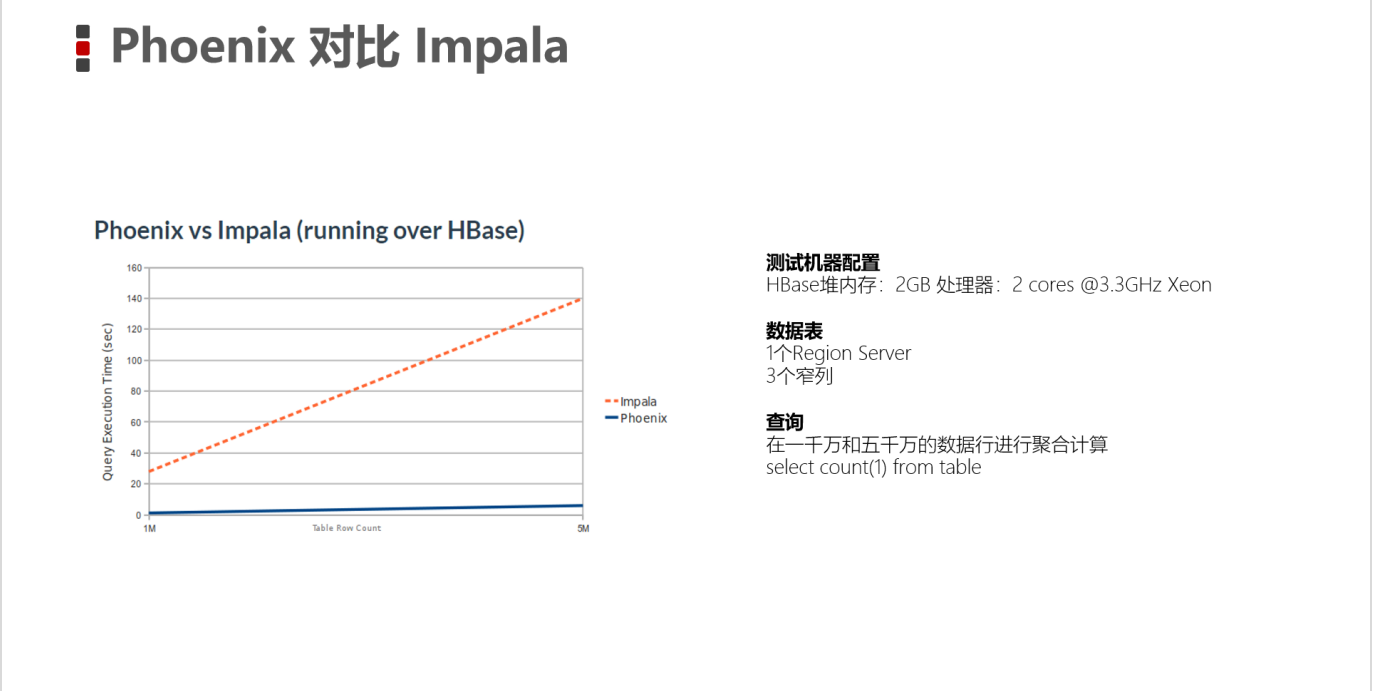 Phoenix 对比 Impala
Phoenix vs Impala (running over HBase)
160
140
120
100
80
60
40
20
0
Query Execution Time (sec)
1M
Table Row Count
5M
Impala
Phoenix
测试机器配置
HBase堆内存：2GB 处理器：2 cores @3.3GHz Xeon
数据表
1个Region Server
3个窄列
查询
在一千万和五千万的数据行进行聚合计算
select count(1) from table